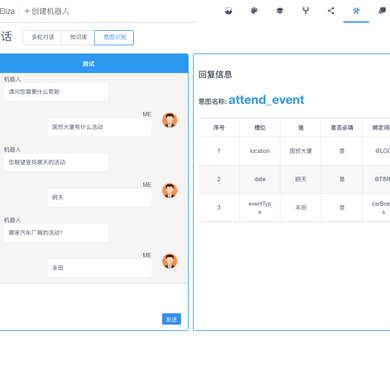 Eliza
+ 创建机器人
话
多轮对话
知识库
意图识别
测试
机器人
请问您需要什么帮助
ME
国贸大厦有什么活动
机器人
您期望查找哪天的活动
ME
明天
机器人
哪家汽车厂商的活动?
ME
丰田
发送
回复信息
意图名称: attend_event
序号 槽位 值 是否必填 绑定词
1 location 国贸大厦 是 @LOC
2 date 明天 是 @TIM
3 eventTyp
e 丰田 是 carBran
s